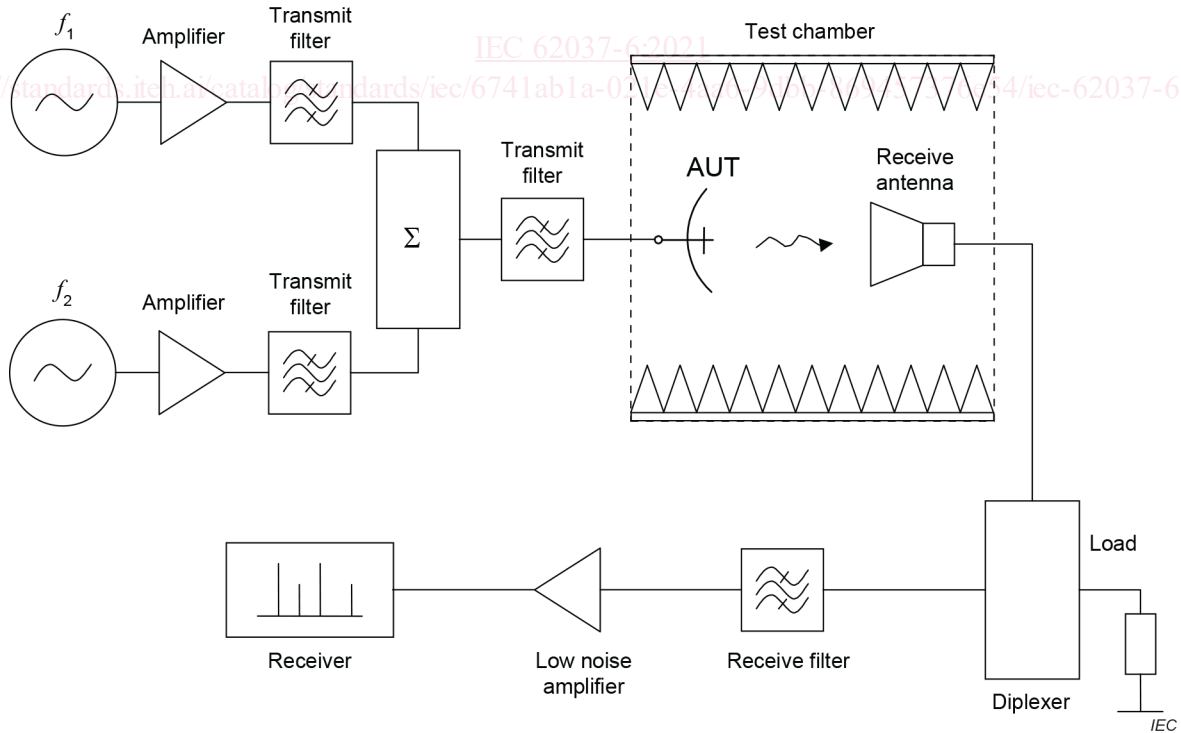 f1
Amplifier
Transmit
filter
IEC 62037-6:2021
Test chamber
Transmit
filter
AUT
Receive
antenna
Σ
f2
Amplifier
Transmit
filter
Load
Receiver
Low noise
amplifier
Receive filter
Diplexer
IEC